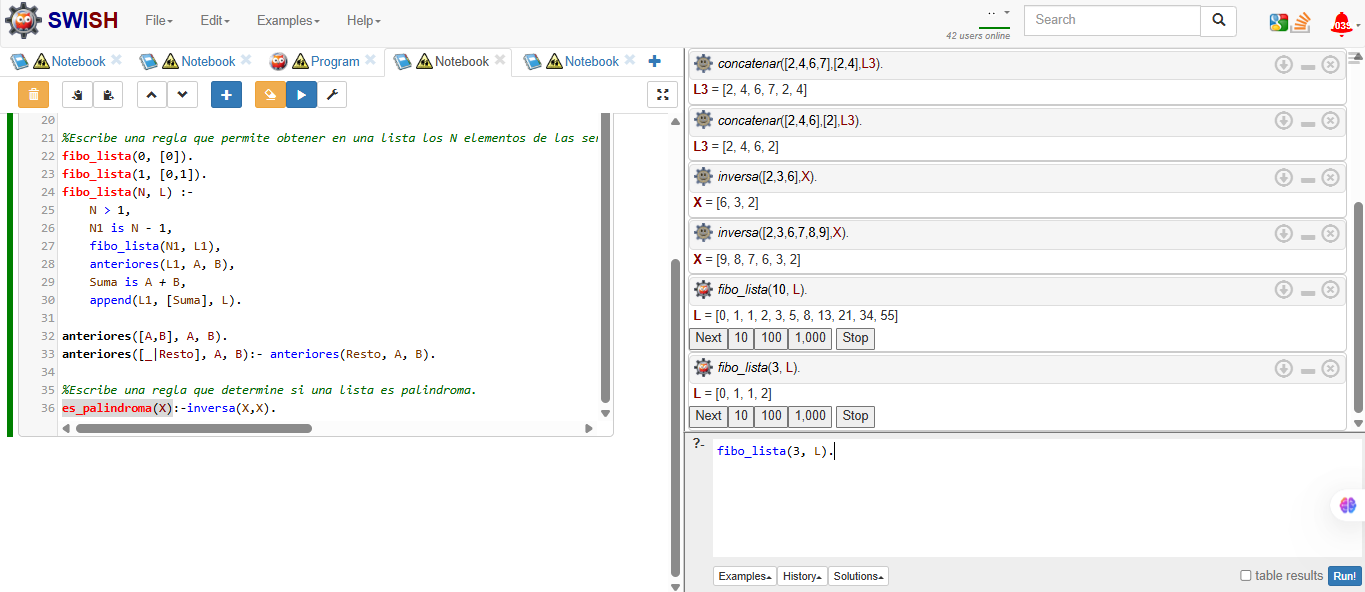 SWISH File Edit Examples Help Search
42 users online
Notebook Notebook Program Notebook Notebook
20
21 %Escribe una regla que permite obtener en una lista los N elementos de las
22 fibo_lista(0, [0]).
23 fibo_lista(1, [0,1]).
24 fibo_lista(N, L) :-
25 N > 1,
26 N1 is N - 1,
27 fibo_lista(N1, L1),
28 anteriores(L1, A, B),
29 Suma is A + B,
30 append(L1, [Suma], L).
31
32 anteriores([A,B], A, B).
33 anteriores([_|Resto], A, B):- anteriores(Resto, A, B).
34
35 %Escribe una regla que determine si una lista es palindroma.
36 es_palindroma(X):-inversa(X,X).
concatenar([2,4,6,7],[2,4],L3).
L3 = [2, 4, 6, 7, 2, 4]
concatenar([2,4,6],[2],L3).
L3 = [2, 4, 6, 2]
inversa([2,3,6],X).
X = [6, 3, 2]
inversa([2,3,6,7,8,9],X).
X = [9, 8, 7, 6, 3, 2]
fibo_lista(10, L).
L = [0, 1, 1, 2, 3, 5, 8, 13, 21, 34, 55]
Next 10 100 1,000 Stop
fibo_lista(3, L).
L = [0, 1, 1, 2]
Next 10 100 1,000 Stop
?- fibo_lista(3, L).
Examples History Solutions table results Run!